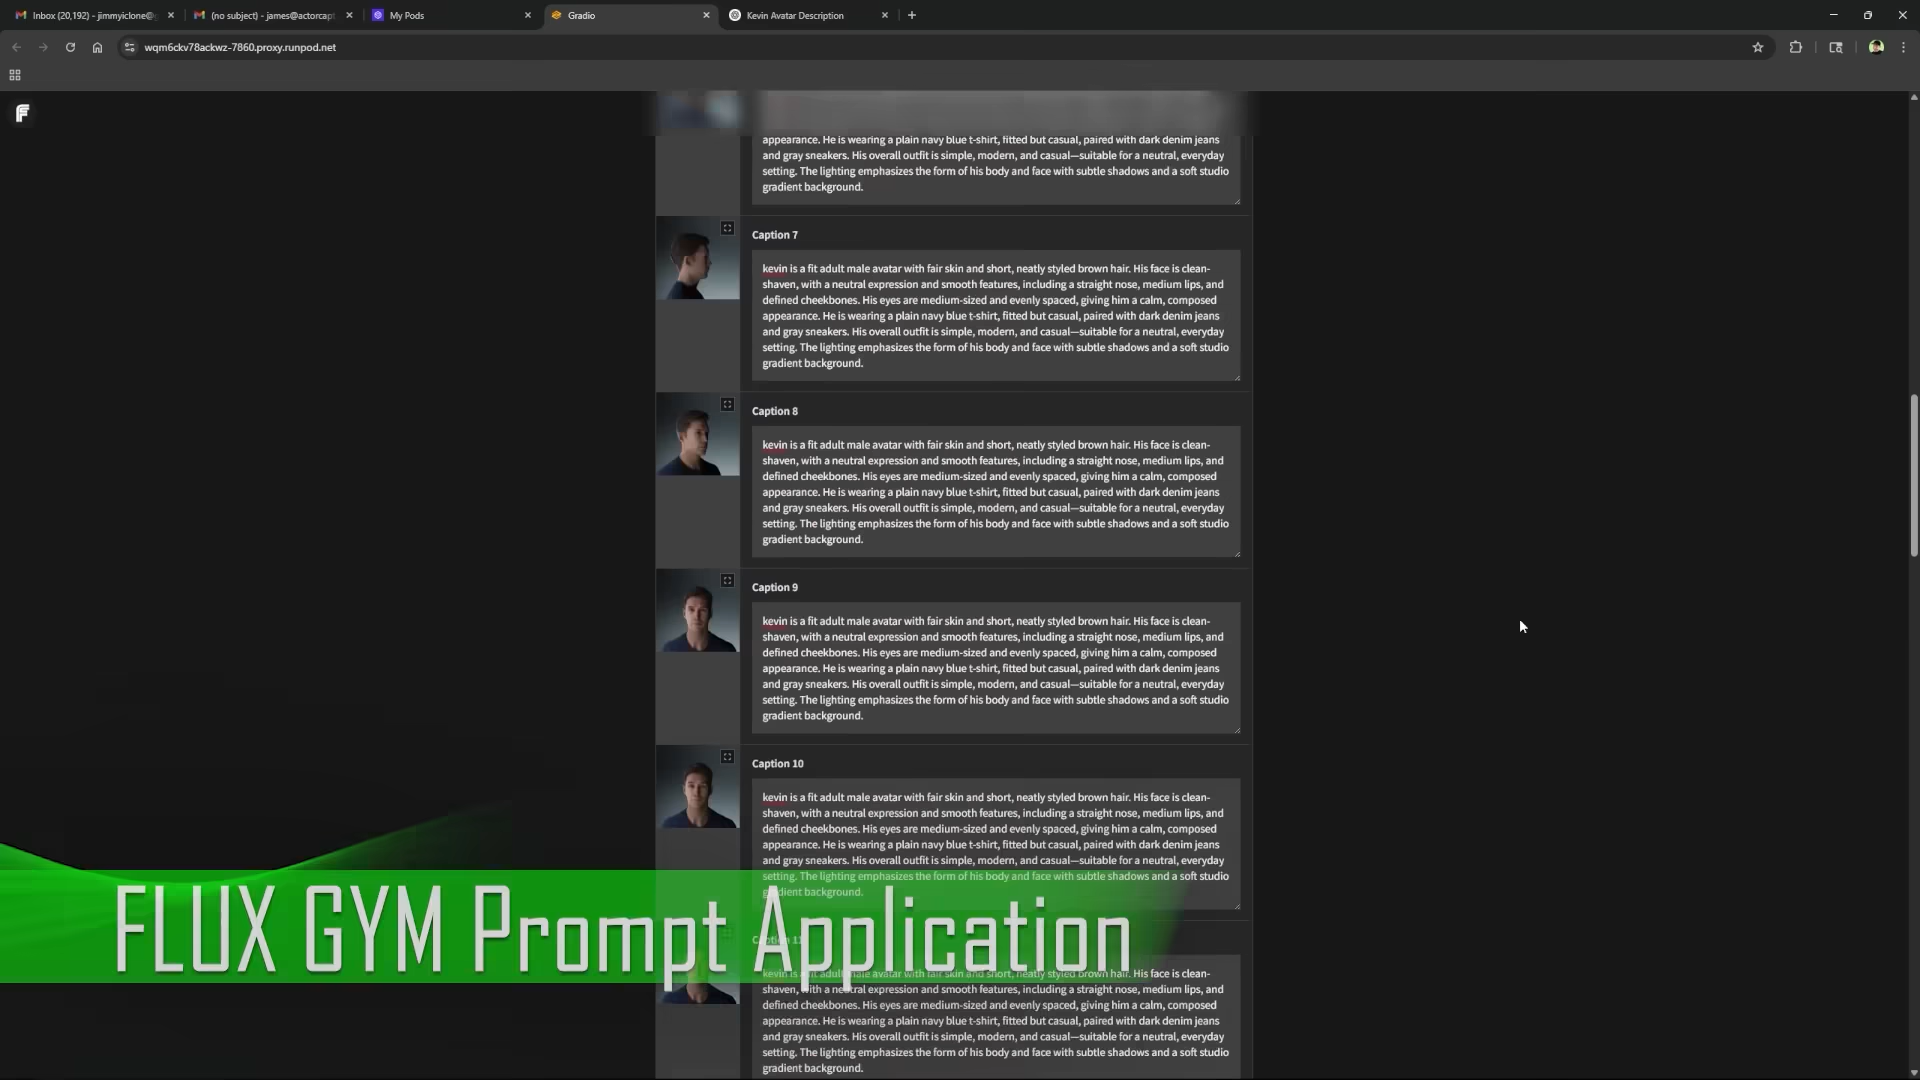 Inbox (20,192) - jimmyiclone@
(no subject) - james@actorcapt
My Pods
Gradio
Kevin Avatar Description
wqm6ckv78ackwz-7860.proxy.runpod.net
appearance. He is wearing a plain navy blue t-shirt, fitted but casual, paired with dark denim jeans
and gray sneakers. His overall outfit is simple, modern, and casual—suitable for a neutral, everyday
setting. The lighting emphasizes the form of his body and face with subtle shadows and a soft studio
gradient background.
Caption 7
kevin is a fit adult male avatar with fair skin and short, neatly styled brown hair. His face is clean-
shaven, with a neutral expression and smooth features, including a straight nose, medium lips, and
defined cheekbones. His eyes are medium-sized and evenly spaced, giving him a calm, composed
appearance. He is wearing a plain navy blue t-shirt, fitted but casual, paired with dark denim jeans
and gray sneakers. His overall outfit is simple, modern, and casual—suitable for a neutral, everyday
setting. The lighting emphasizes the form of his body and face with subtle shadows and a soft studio
gradient background.
Caption 8
kevin is a fit adult male avatar with fair skin and short, neatly styled brown hair. His face is clean-
shaven, with a neutral expression and smooth features, including a straight nose, medium lips, and
defined cheekbones. His eyes are medium-sized and evenly spaced, giving him a calm, composed
appearance. He is wearing a plain navy blue t-shirt, fitted but casual, paired with dark denim jeans
and gray sneakers. His overall outfit is simple, modern, and casual—suitable for a neutral, everyday
setting. The lighting emphasizes the form of his body and face with subtle shadows and a soft studio
gradient background.
Caption 9
kevin is a fit adult male avatar with fair skin and short, neatly styled brown hair. His face is clean-
shaven, with a neutral expression and smooth features, including a straight nose, medium lips, and
defined cheekbones. His eyes are medium-sized and evenly spaced, giving him a calm, composed
appearance. He is wearing a plain navy blue t-shirt, fitted but casual, paired with dark denim jeans
and gray sneakers. His overall outfit is simple, modern, and casual—suitable for a neutral, everyday
setting. The lighting emphasizes the form of his body and face with subtle shadows and a soft studio
gradient background.
Caption 10
kevin is a fit adult male avatar with fair skin and short, neatly styled brown hair. His face is clean-
shaven, with a neutral expression and smooth features, including a straight nose, medium lips, and
defined cheekbones. His eyes are medium-sized and evenly spaced, giving him a calm, composed
appearance. He is wearing a plain navy blue t-shirt, fitted but casual, paired with dark denim jeans
and gray sneakers. His overall outfit is simple, modern, and casual—suitable for a neutral, everyday
setting. The lighting emphasizes the form of his body and face with subtle shadows and a soft studio
gradient background.
FLUX GYM Prompt Application
Caption 11
kevin is a fit adult male avatar with fair skin and short, neatly styled brown hair. His face is clean-
shaven, with a neutral expression and smooth features, including a straight nose, medium lips, and
defined cheekbones. His eyes are medium-sized and evenly spaced, giving him a calm, composed
appearance. He is wearing a plain navy blue t-shirt, fitted but casual, paired with dark denim jeans
and gray sneakers. His overall outfit is simple, modern, and casual—suitable for a neutral, everyday
setting. The lighting emphasizes the form of his body and face with subtle shadows and a soft studio
gradient background.